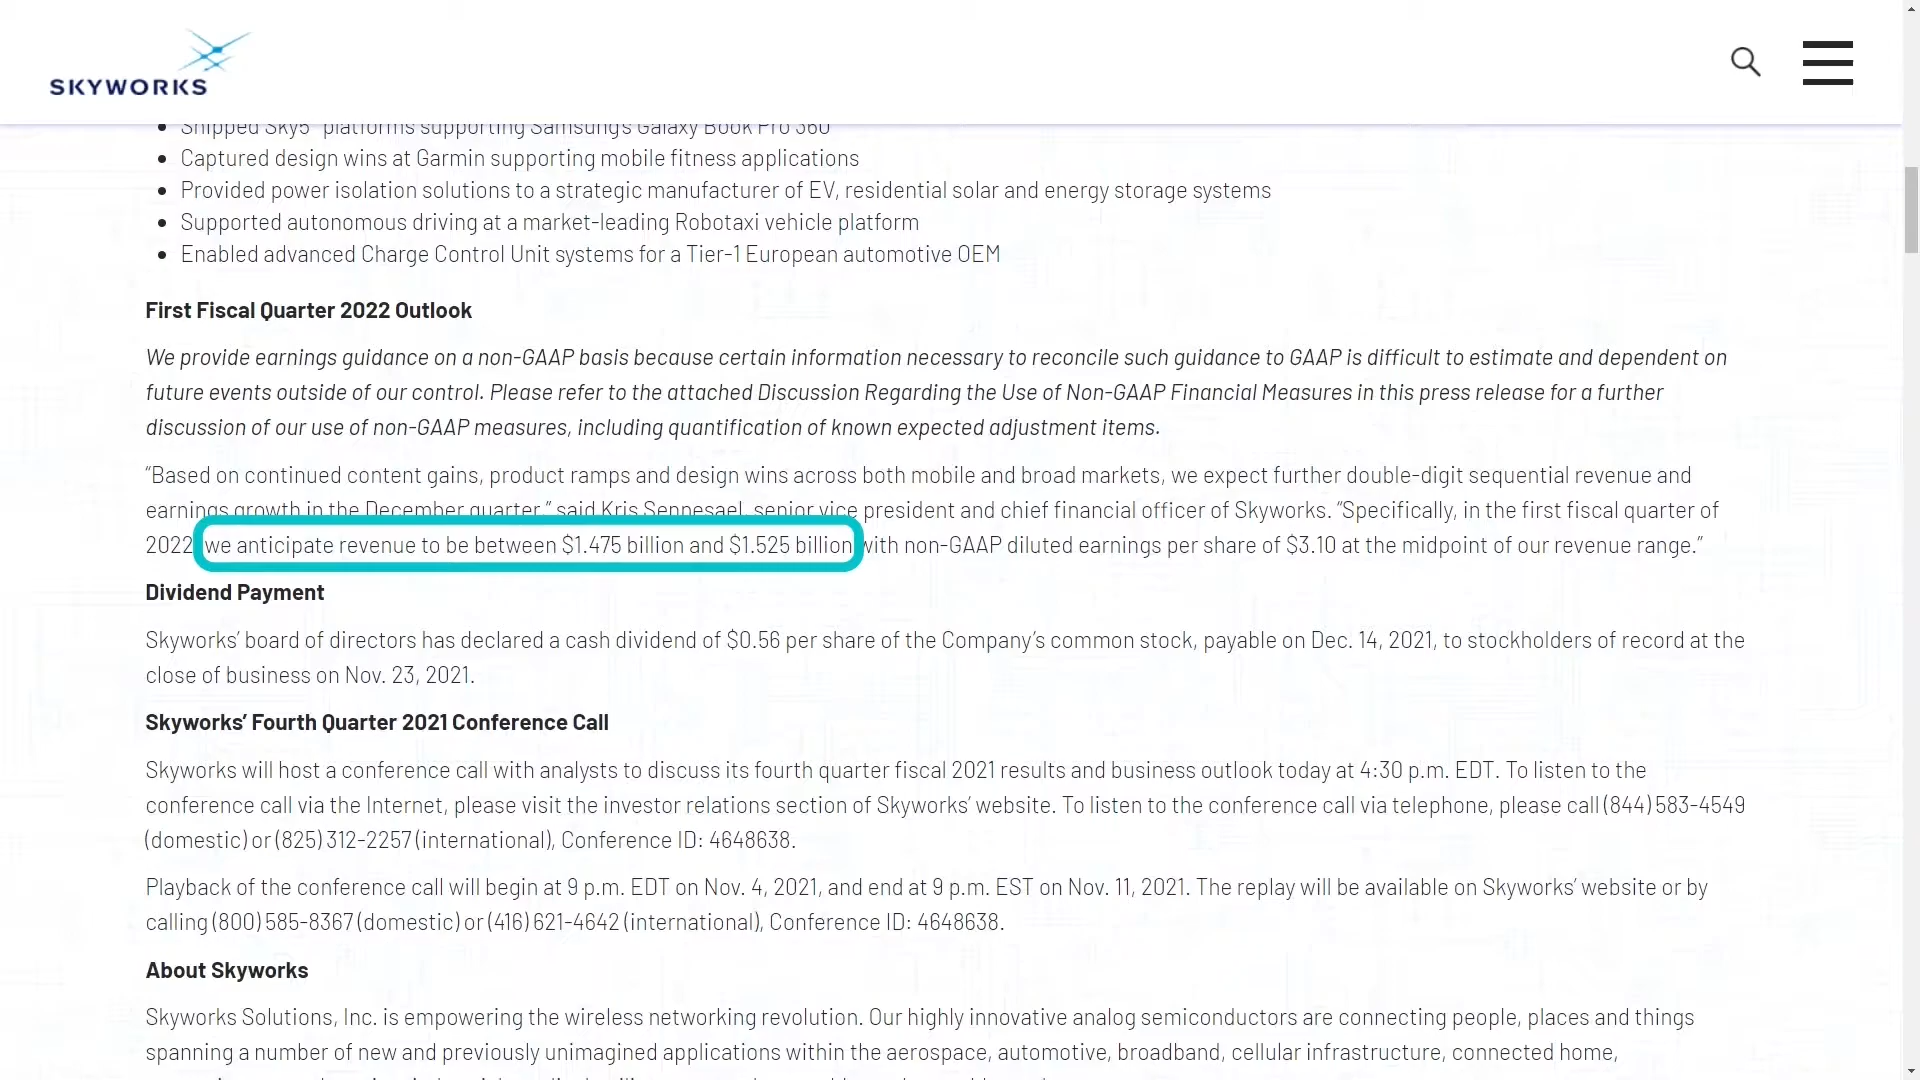 SKYWORKS
Shipped Sky5 platforms supporting Samsung's Galaxy Book Pro 360
Captured design wins at Garmin supporting mobile fitness applications
Provided power isolation solutions to a strategic manufacturer of EV, residential solar and energy storage systems
Supported autonomous driving at a market-leading Robotaxi vehicle platform
Enabled advanced Charge Control Unit systems for a Tier-1 European automotive OEM
First Fiscal Quarter 2022 Outlook
We provide earnings guidance on a non-GAAP basis because certain information necessary to reconcile such guidance to GAAP is difficult to estimate and dependent on
future events outside of our control. Please refer to the attached Discussion Regarding the Use of Non-GAAP Financial Measures in this press release for a further
discussion of our use of non-GAAP measures, including quantification of known expected adjustment items.
“Based on continued content gains, product ramps and design wins across both mobile and broad markets, we expect further double-digit sequential revenue and
earnings growth in the December quarter,” said Kris Sennesael, senior vice president and chief financial officer of Skyworks. “Specifically, in the first fiscal quarter of
2022 we anticipate revenue to be between $1.475 billion and $1.525 billion with non-GAAP diluted earnings per share of $3.10 at the midpoint of our revenue range.”
Dividend Payment
Skyworks’ board of directors has declared a cash dividend of $0.56 per share of the Company’s common stock, payable on Dec. 14, 2021, to stockholders of record at the
close of business on Nov. 23, 2021.
Skyworks’ Fourth Quarter 2021 Conference Call
Skyworks will host a conference call with analysts to discuss its fourth quarter fiscal 2021 results and business outlook today at 4:30 p.m. EDT. To listen to the
conference call via the Internet, please visit the investor relations section of Skyworks’ website. To listen to the conference call via telephone, please call (844) 583-4549
(domestic) or (825) 312-2257 (international), Conference ID: 4648638.
Playback of the conference call will begin at 9 p.m. EDT on Nov. 4, 2021, and end at 9 p.m. EST on Nov. 11, 2021. The replay will be available on Skyworks’ website or by
calling (800) 585-8367 (domestic) or (416) 621-4642 (international), Conference ID: 4648638.
About Skyworks
Skyworks Solutions, Inc. is empowering the wireless networking revolution. Our highly innovative analog semiconductors are connecting people, places and things
spanning a number of new and previously unimagined applications within the aerospace, automotive, broadband, cellular infrastructure, connected home,